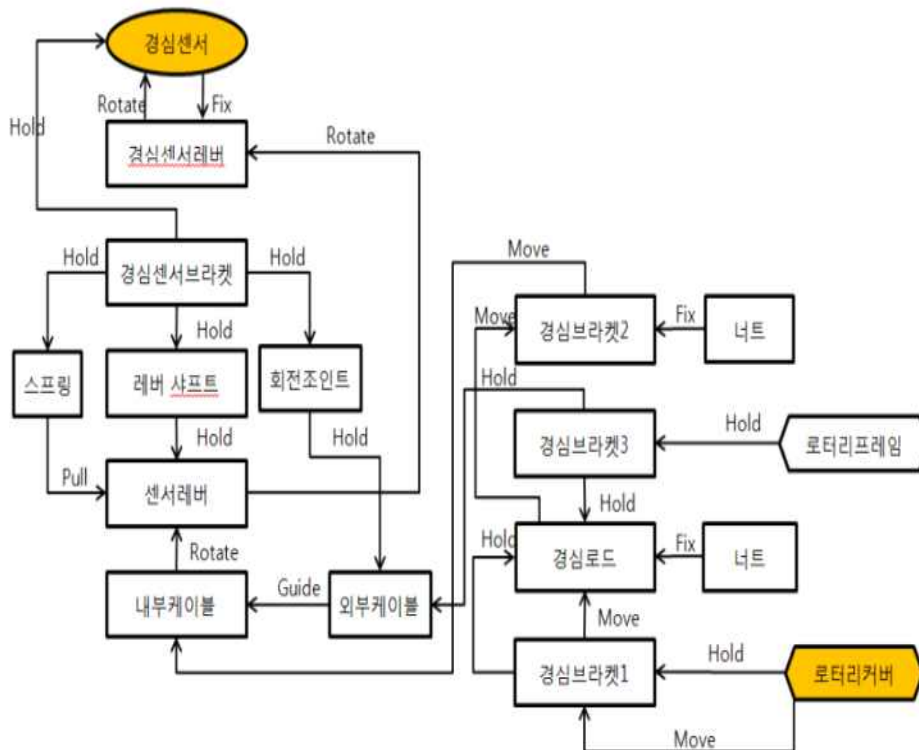 경심센서
Rotate
Fix
Hold
경심센서레버
Rotate
Hold
경심센서브라켓
Hold
Move
Hold
Move
경심브라켓2
Fix
너트
스프링
레버 샤프트
회전조인트
Hold
Hold
Hold
경심브라켓3
Hold
로터리프레임
Pull
센서레버
Hold
Hold
경심로드
Fix
너트
Rotate
내부케이블
Guide
외부케이블
Move
경심브라켓1
Hold
로터리커버
Move